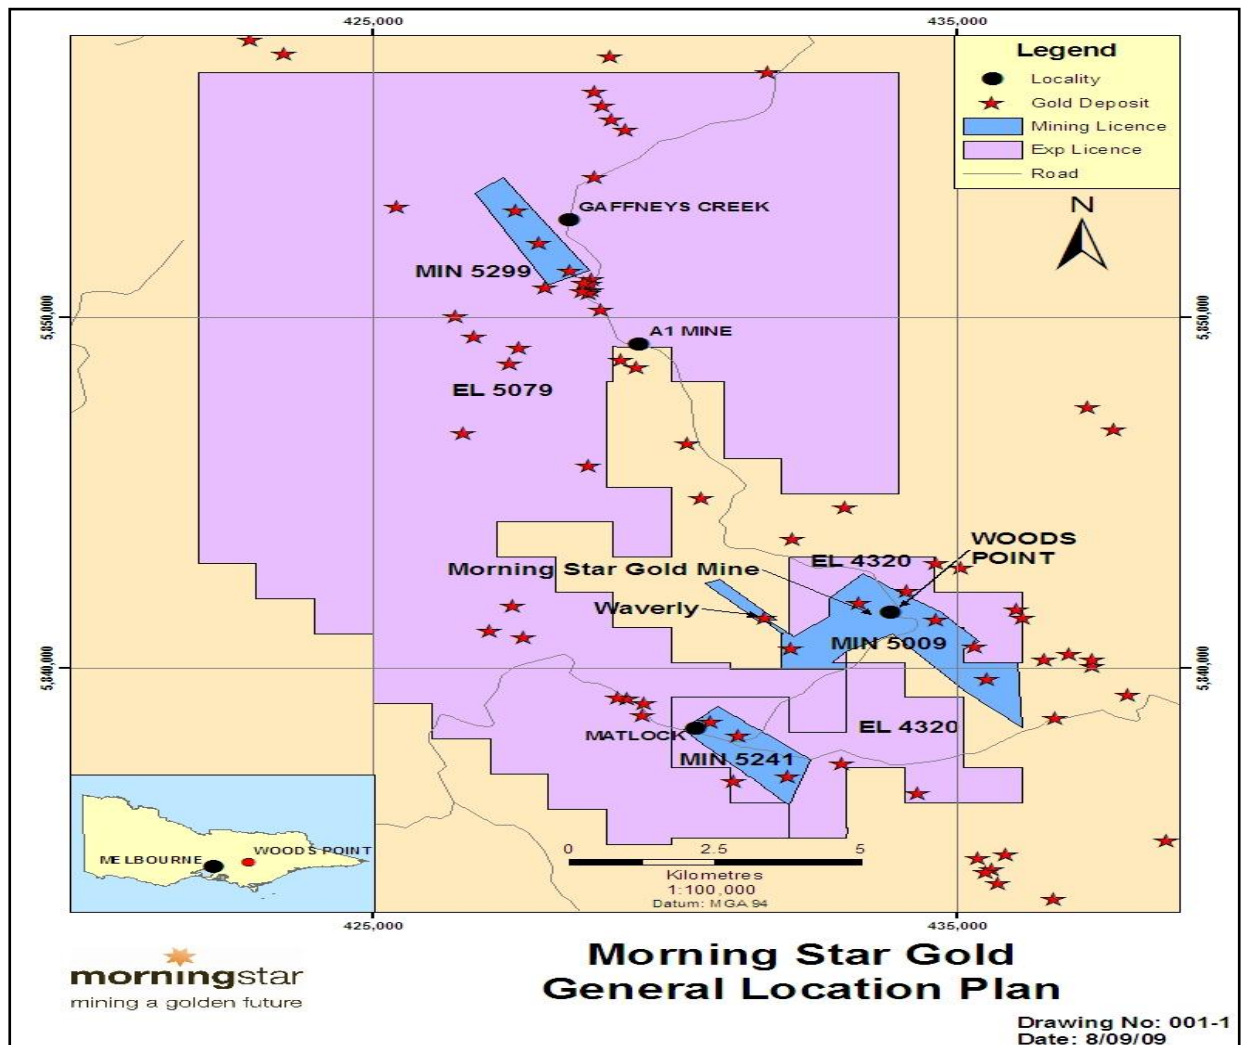 425,000
435,000
Legend
Locality
Gold Deposit
Mining Licence
Exp Licence
Road
N
GAFFNEYS CREEK
MIN 5299
5,850,000
5,850,000
A1 MINE
EL 5079
WOODS
POINT
EL 4320
Morning Star Gold Mine
Waverly
MIN 5009
5,840,000
5,840,000
MATLOCK
EL 4320
MIN 5241
MELBOURNE
WOODS POINT
0
2.5
5
Kilometres
1:100,000
Datum: MGA 94
425,000
435,000
morningstar
mining a golden future
Morning Star Gold
General Location Plan
Drawing No: 001-1
Date: 8/09/09